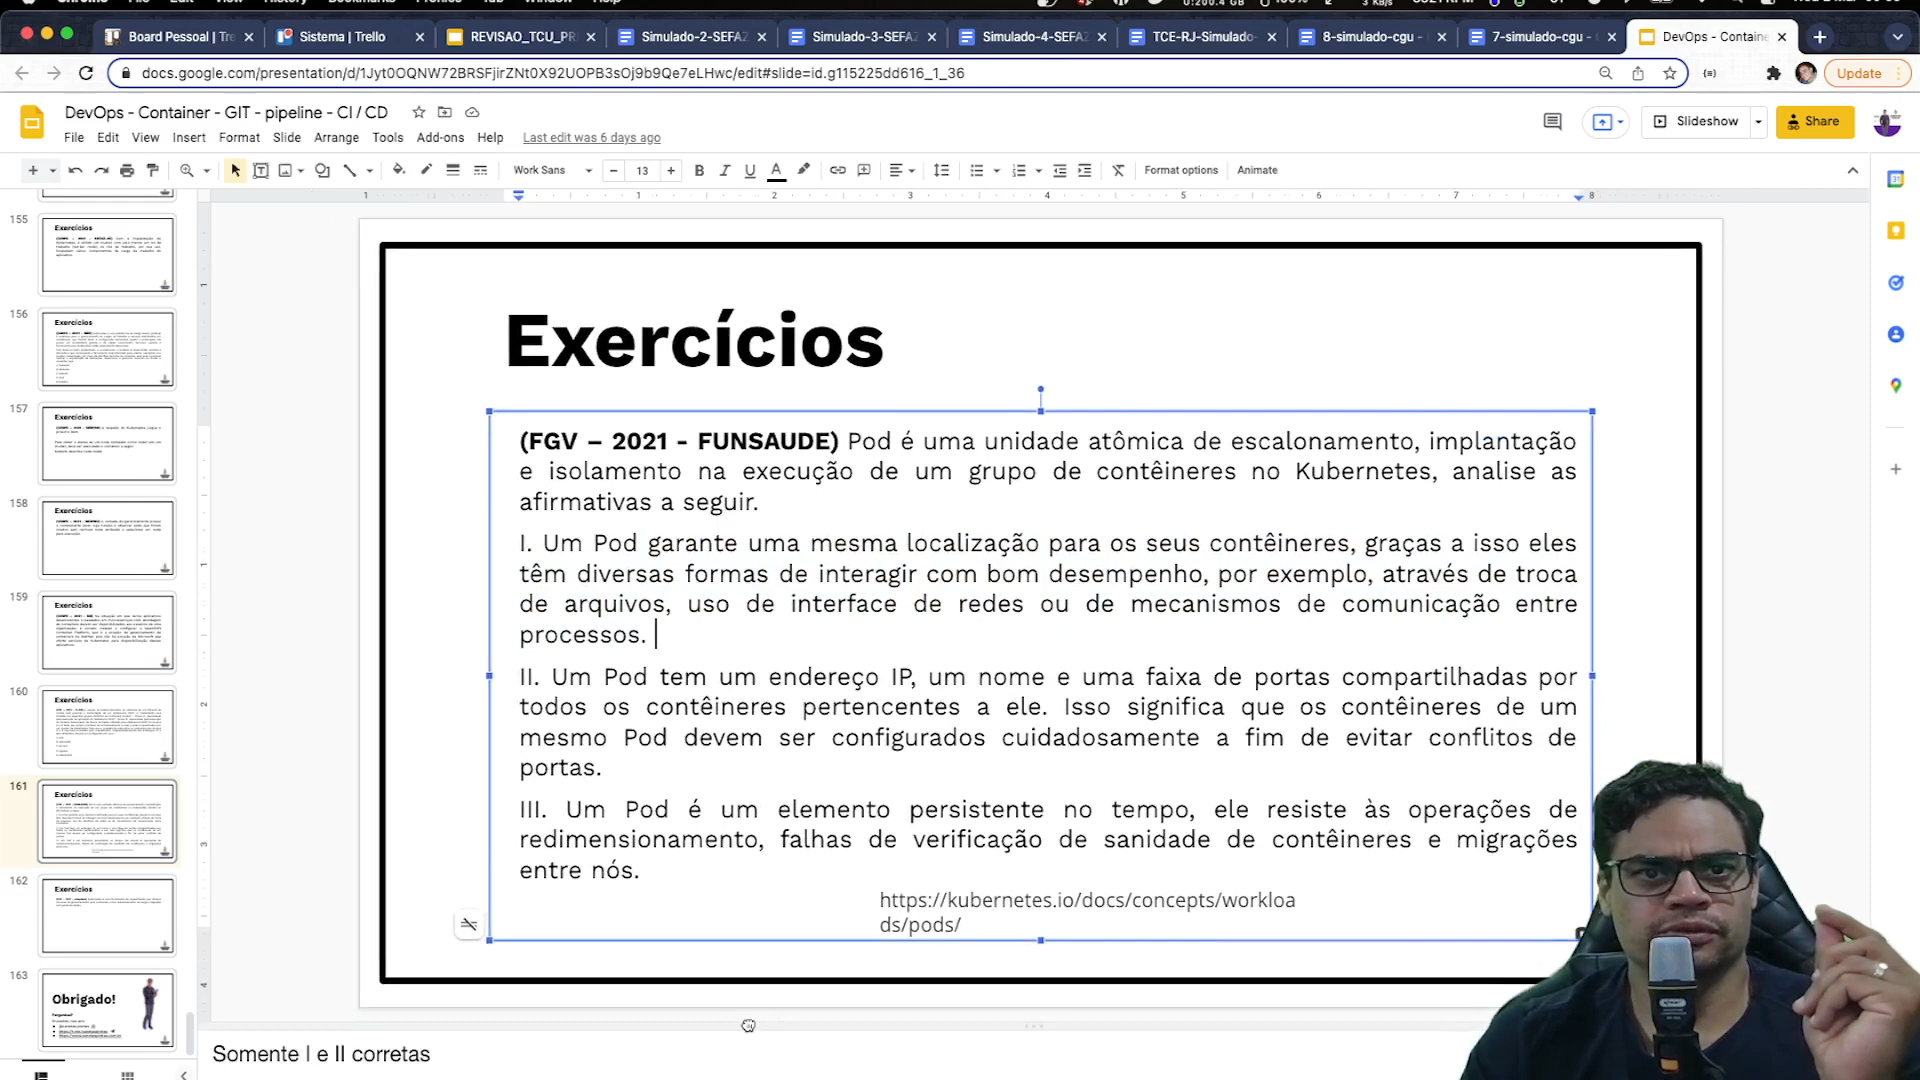 Board Pessoal | Tre
Sistema | Trello
REVISAO_TCU_PR
Simulado-2-SEFAZ
Simulado-3-SEFAZ
Simulado-4-SEFAZ
TCE-RJ-Simulado-
8-simulado-cgu -
7-simulado-cgu -
DevOps - Containe
docs.google.com/presentation/d/1Jyt0OQNW72BRSFjirZNt0X92UOPB3sOj9b9Qe7eLHwc/edit#slide=id.g115225dd616_1_36
Update
DevOps - Container - GIT - pipeline - CI / CD
File Edit View Insert Format Slide Arrange Tools Add-ons Help Last edit was 6 days ago
Slideshow
Share
Work Sans
13
Format options
Animate
155
Exercícios
156
Exercícios
157
Exercícios
158
Exercícios
159
Exercícios
160
Exercícios
161
Exercícios
162
Exercícios
163
Obrigado!
Exercícios
(FGV – 2021 - FUNSAUDE) Pod é uma unidade atômica de escalonamento, implantação
e isolamento na execução de um grupo de contêineres no Kubernetes, analise as
afirmativas a seguir.
I. Um Pod garante uma mesma localização para os seus contêineres, graças a isso eles
têm diversas formas de interagir com bom desempenho, por exemplo, através de troca
de arquivos, uso de interface de redes ou de mecanismos de comunicação entre
processos.
II. Um Pod tem um endereço IP, um nome e uma faixa de portas compartilhadas por
todos os contêineres pertencentes a ele. Isso significa que os contêineres de um
mesmo Pod devem ser configurados cuidadosamente a fim de evitar conflitos de
portas.
III. Um Pod é um elemento persistente no tempo, ele resiste às operações de
redimensionamento, falhas de verificação de sanidade de contêineres e migrações
entre nós.
https://kubernetes.io/docs/concepts/workloa
ds/pods/
Somente I e II corretas